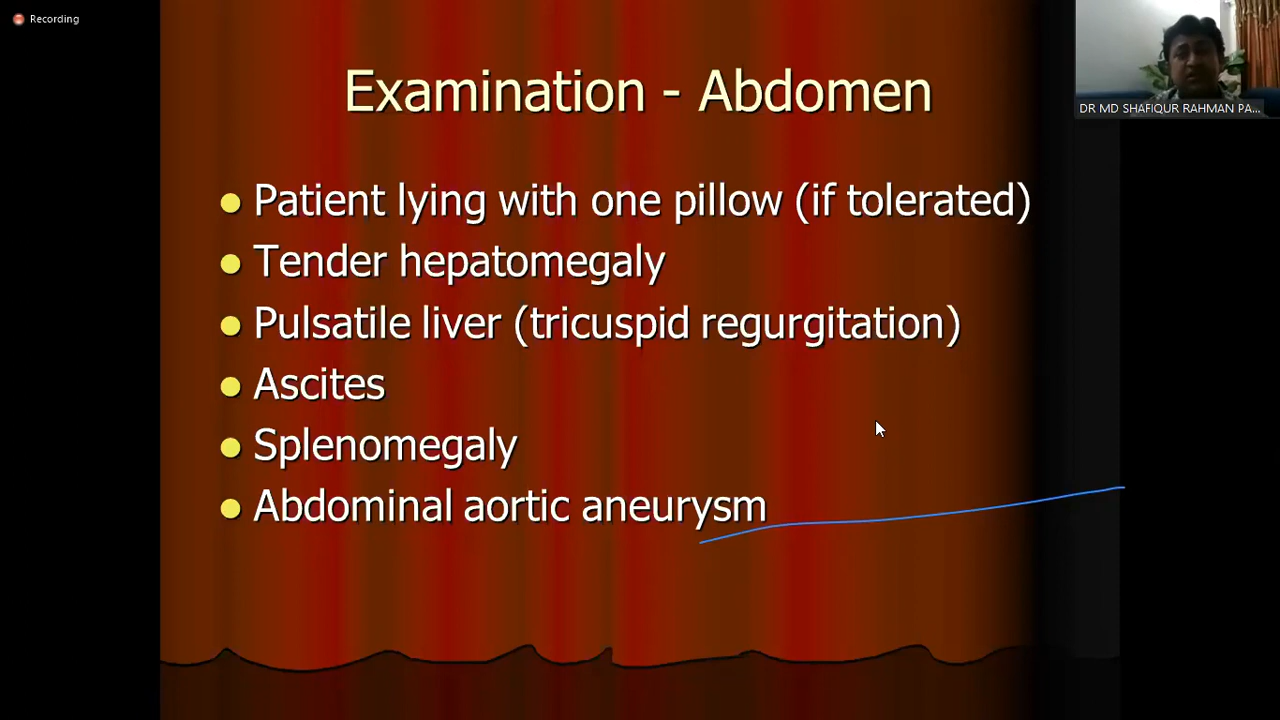 Recording
Examination - Abdomen
DR MD SHAFIQUR RAHMAN PA...
Patient lying with one pillow (if tolerated)
Tender hepatomegaly
Pulsatile liver (tricuspid regurgitation)
Ascites
Splenomegaly
Abdominal aortic aneurysm